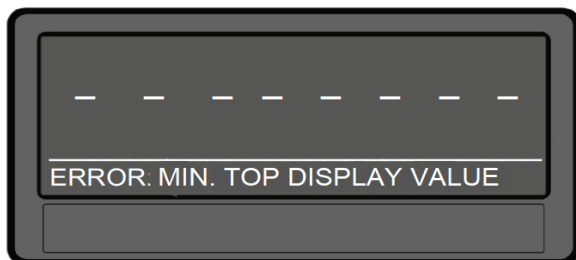 - - - - - - - -
ERROR: MIN. TOP DISPLAY VALUE